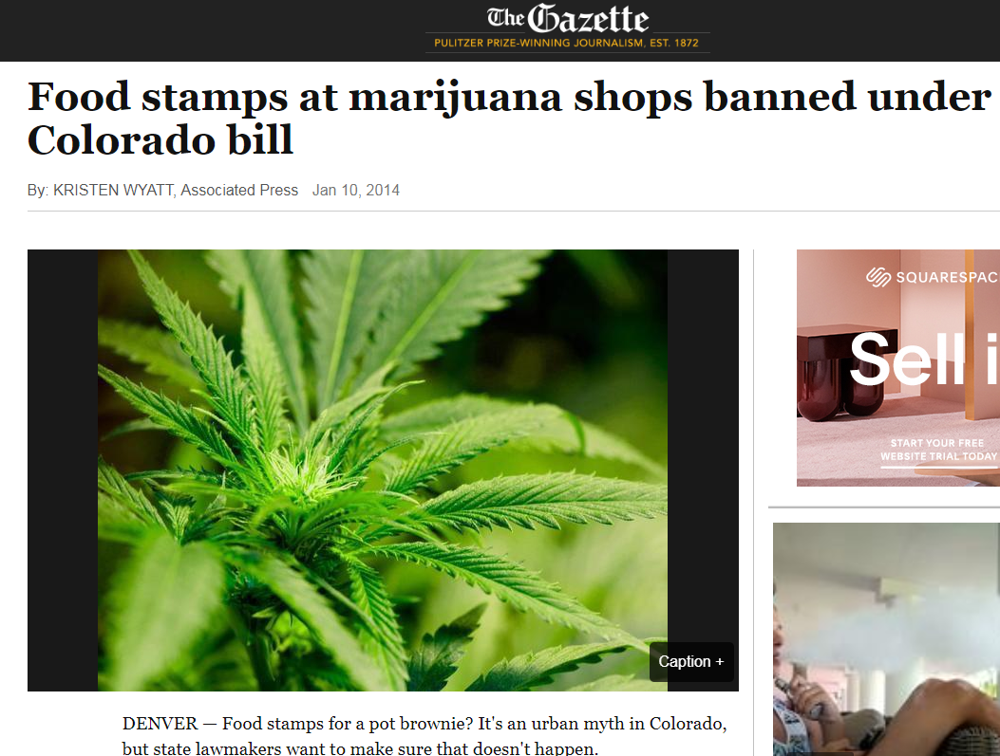 The Gazette
PULITZER PRIZE-WINNING JOURNALISM, EST. 1872
Food stamps at marijuana shops banned under
Colorado bill
By: KRISTEN WYATT, Associated Press Jan 10, 2014
SQUARESPAC
Sell i
START YOUR FREE
WEBSITE TRIAL TODAY
Caption +
DENVER — Food stamps for a pot brownie? It's an urban myth in Colorado,
but state lawmakers want to make sure that doesn't happen.